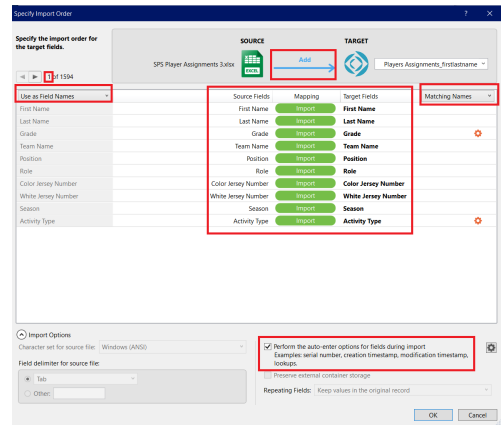 Specify Import Order ? ×
Specify the import order for
the target fields.
SOURCE
TARGET
SPS Player Assignments 3.xlsx
EXCEL
Add
Players Assignments_firstlastname
1 of 1594
Use as Field Names
Source Fields Mapping Target Fields
Matching Names
First Name First Name Import First Name
Last Name Last Name Import Last Name
Grade Grade Import Grade
Team Name Team Name Import Team Name
Position Position Import Position
Role Role Import Role
Color Jersey Number Color Jersey Number Import Color Jersey Number
White Jersey Number White Jersey Number Import White Jersey Number
Season Season Import Season
Activity Type Activity Type Import Activity Type
Import Options
Character set for source file: Windows (ANSI)
Field delimiter for source file:
Tab
Other:
Perform the auto-enter options for fields during import
Examples: serial number, creation timestamp, modification timestamp,
lookups.
Preserve external container storage
Repeating Fields: Keep values in the original record
OK Cancel